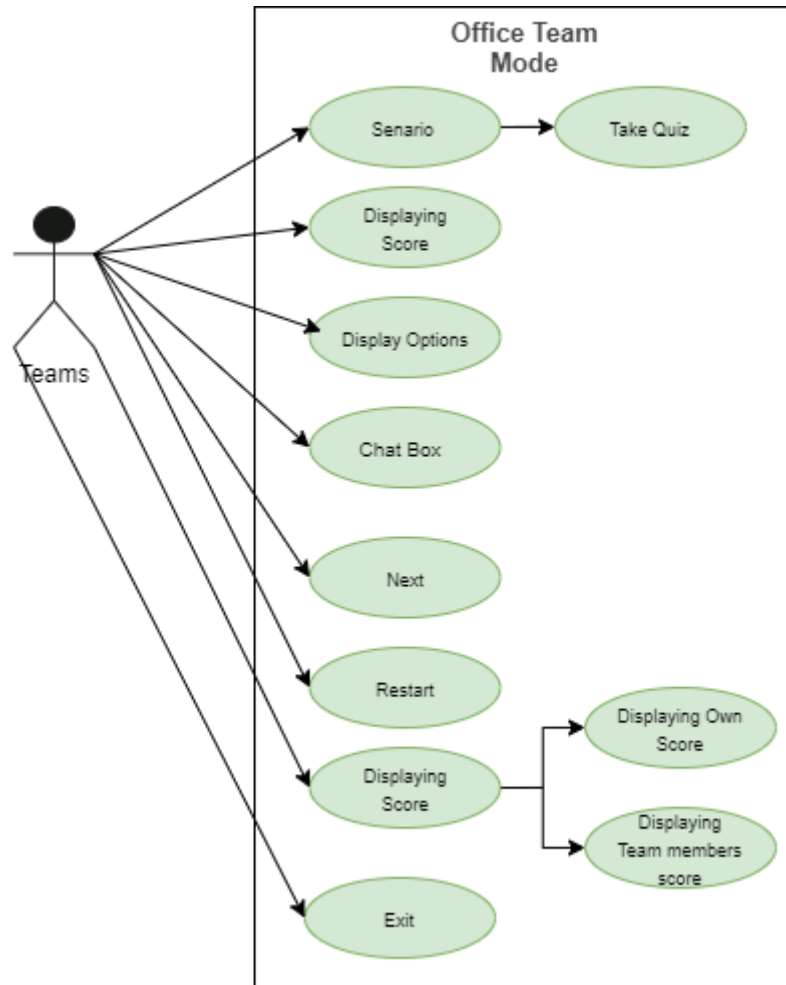 Office Team
Mode
Senario
Take Quiz
Displaying
Score
Display Options
Teams
Chat Box
Next
Restart
Displaying Own
Score
Displaying
Score
Displaying
Team members
score
Exit